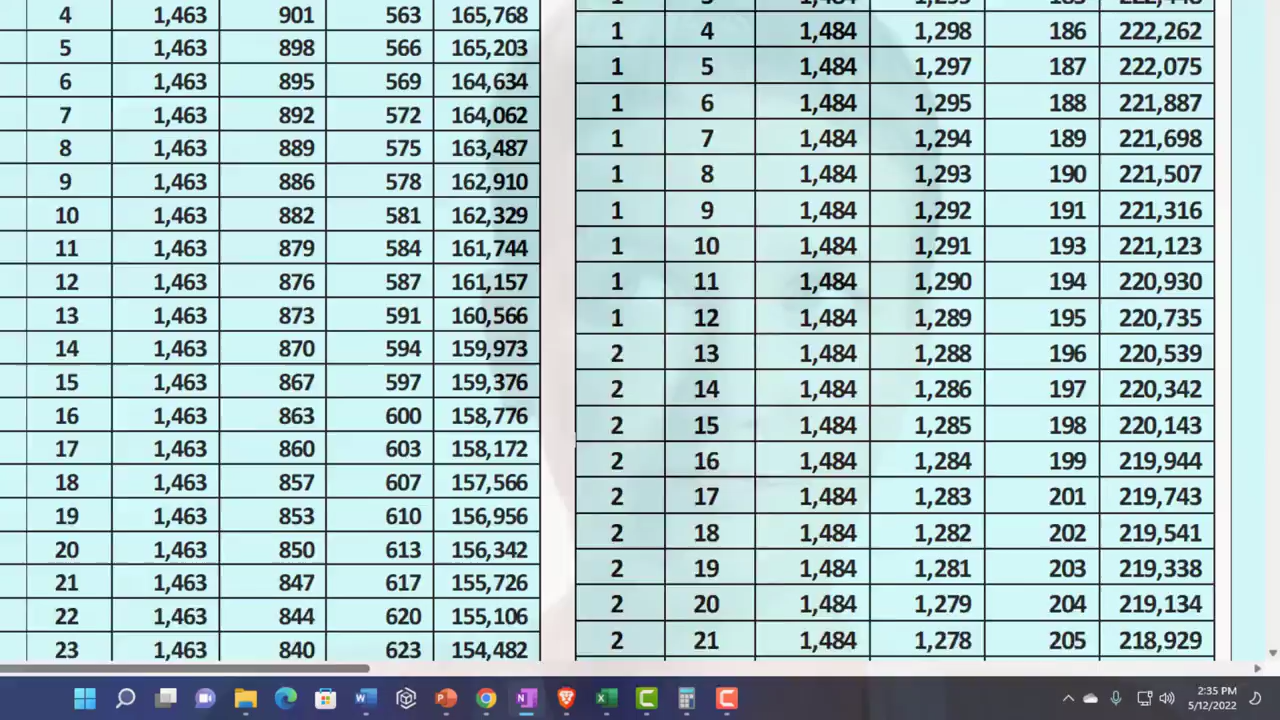 4 1,463 901 563 165,768
5 1,463 898 566 165,203
6 1,463 895 569 164,634
7 1,463 892 572 164,062
8 1,463 889 575 163,487
9 1,463 886 578 162,910
10 1,463 882 581 162,329
11 1,463 879 584 161,744
12 1,463 876 587 161,157
13 1,463 873 591 160,566
14 1,463 870 594 159,973
15 1,463 867 597 159,376
16 1,463 863 600 158,776
17 1,463 860 603 158,172
18 1,463 857 607 157,566
19 1,463 853 610 156,956
20 1,463 850 613 156,342
21 1,463 847 617 155,726
22 1,463 844 620 155,106
23 1,463 840 623 154,482
1 4 1,484 1,298 186 222,262
1 5 1,484 1,297 187 222,075
1 6 1,484 1,295 188 221,887
1 7 1,484 1,294 189 221,698
1 8 1,484 1,293 190 221,507
1 9 1,484 1,292 191 221,316
1 10 1,484 1,291 193 221,123
1 11 1,484 1,290 194 220,930
1 12 1,484 1,289 195 220,735
2 13 1,484 1,288 196 220,539
2 14 1,484 1,286 197 220,342
2 15 1,484 1,285 198 220,143
2 16 1,484 1,284 199 219,944
2 17 1,484 1,283 201 219,743
2 18 1,484 1,282 202 219,541
2 19 1,484 1,281 203 219,338
2 20 1,484 1,279 204 219,134
2 21 1,484 1,278 205 218,929
2:35 PM
5/12/2022